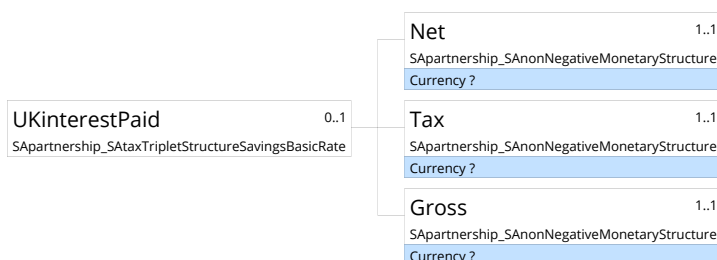 Net 1..1
SApartnership_SAnonNegativeMonetaryStructure
Currency ?
UKinterestPaid 0..1
SApartnership_SAtaxTripletStructureSavingsBasicRate
Tax 1..1
SApartnership_SAnonNegativeMonetaryStructure
Currency ?
Gross 1..1
SApartnership_SAnonNegativeMonetaryStructure
Currency ?